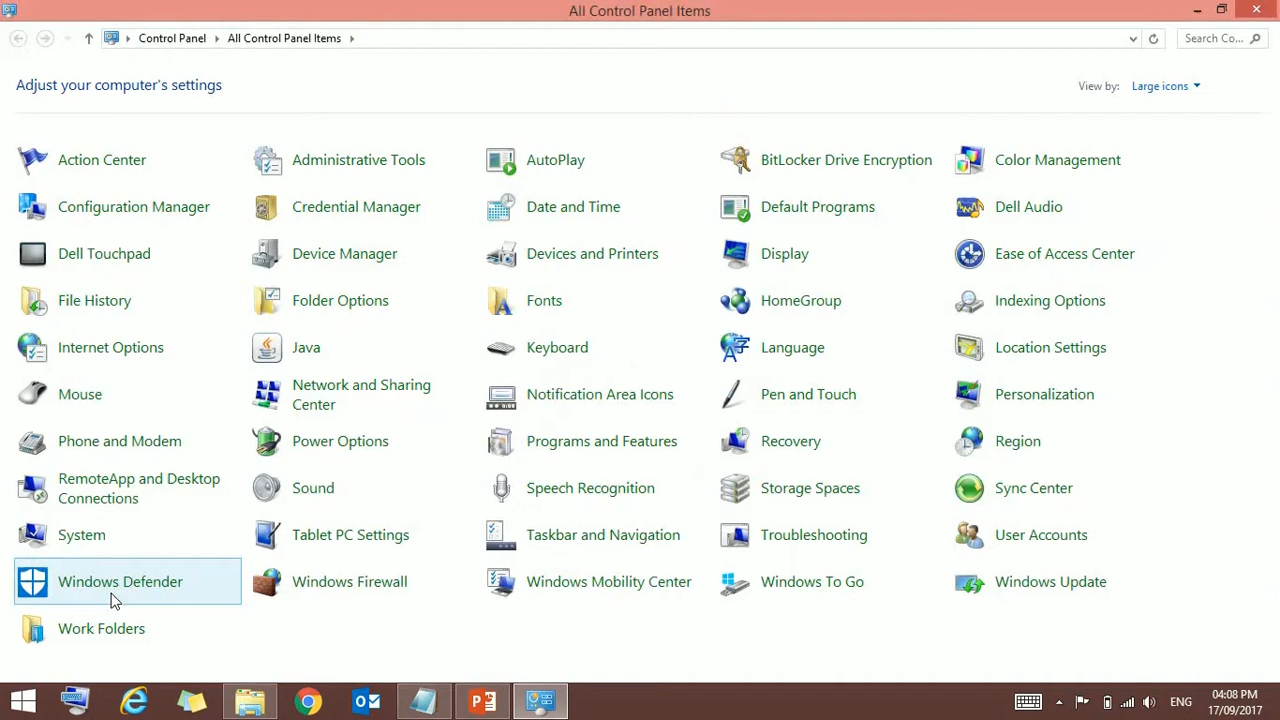 All Control Panel Items
Control Panel All Control Panel Items Search Co...
Adjust your computer's settings View by: Large icons
Action Center Administrative Tools AutoPlay BitLocker Drive Encryption Color Management
Configuration Manager Credential Manager Date and Time Default Programs Dell Audio
Dell Touchpad Device Manager Devices and Printers Display Ease of Access Center
File History Folder Options Fonts HomeGroup Indexing Options
Internet Options Java Keyboard Language Location Settings
Mouse Network and Sharing Center Notification Area Icons Pen and Touch Personalization
Phone and Modem Power Options Programs and Features Recovery Region
RemoteApp and Desktop Connections Sound Speech Recognition Storage Spaces Sync Center
System Tablet PC Settings Taskbar and Navigation Troubleshooting User Accounts
Windows Defender Windows Firewall Windows Mobility Center Windows To Go Windows Update
Work Folders
ENG 04:08 PM
17/09/2017